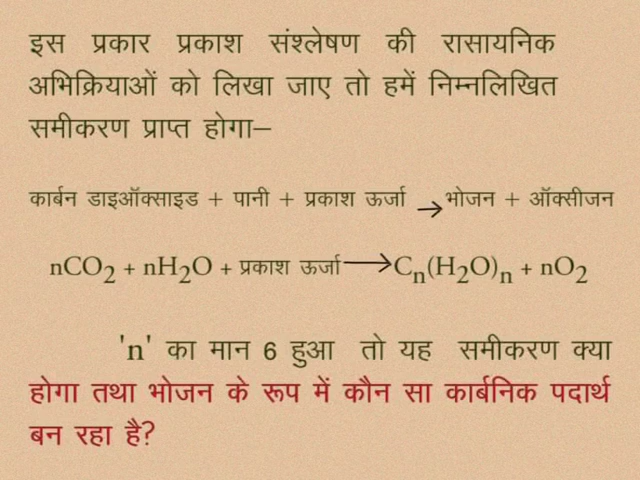 इस प्रकार प्रकाश संश्लेषण की रासायनिक
अभिक्रियाओं को लिखा जाए तो हमें निम्नलिखित
समीकरण प्राप्त होगा–
कार्बन डाइऑक्साइड + पानी + प्रकाश ऊर्जा → भोजन + ऑक्सीजन
nCO₂ + nH₂O + प्रकाश ऊर्जा → Cₙ(H₂O)ₙ + nO₂
'n' का मान 6 हुआ तो यह समीकरण क्या
होगा तथा भोजन के रूप में कौन सा कार्बनिक पदार्थ
बन रहा है?